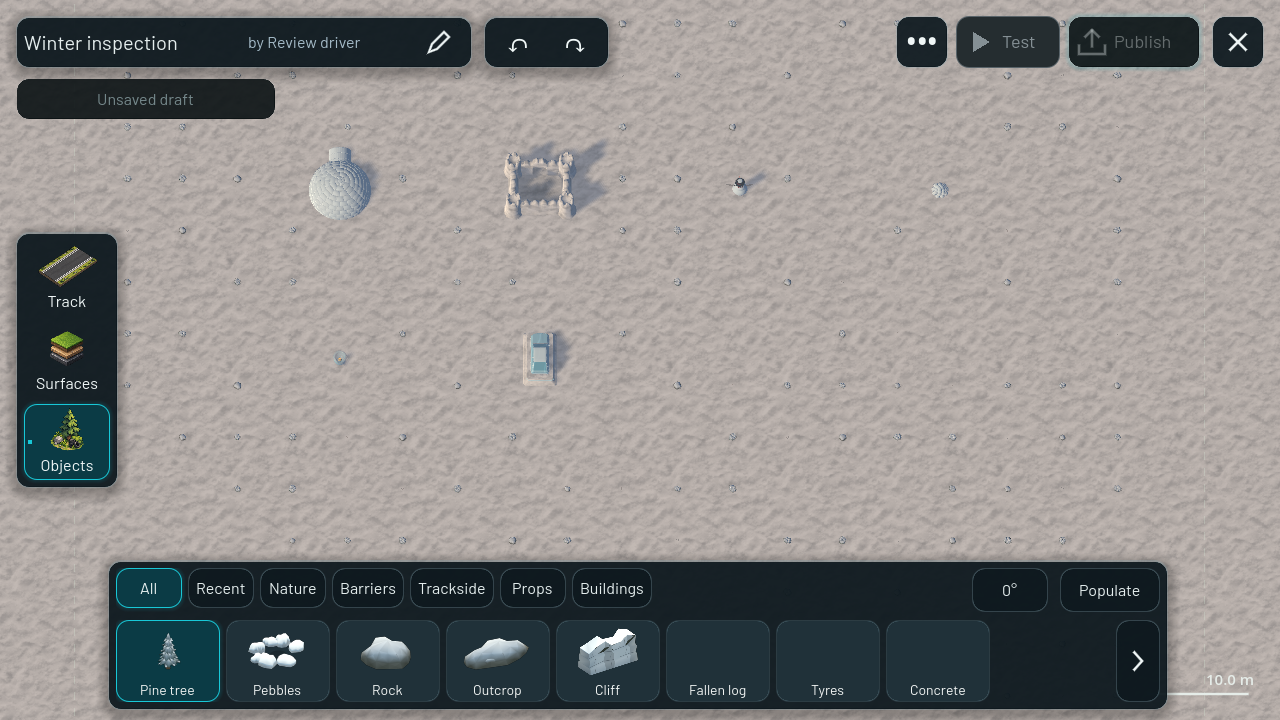 Winter inspection
by Review driver
Test
Publish
Unsaved draft
Track
Surfaces
Objects
All
Recent
Nature
Barriers
Trackside
Props
Buildings
0°
Populate
Pine tree
Pebbles
Rock
Outcrop
Cliff
Fallen log
Tyres
Concrete
10.0 m